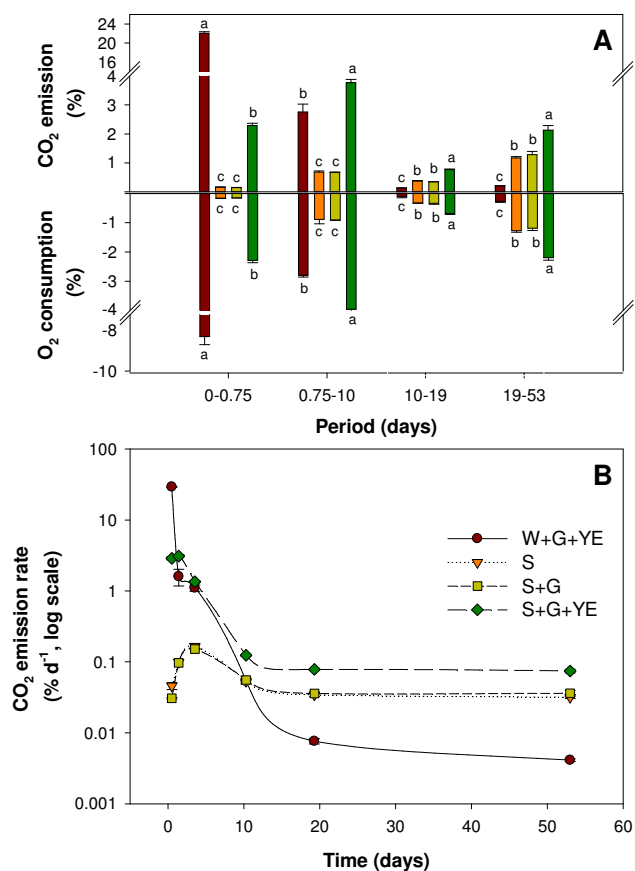 A
CO2 emission
(%)
24
20
16
4
3
2
1
O2 consumption
(%)
-1
-2
-3
-4
-8
-10
a
c c
b
b
c c
a
c
b b
a
c
b b
a
a
c c
b
b
c c
a
c
b b
a
c
b b
a
0-0.75 0.75-10 10-19 19-53
Period (days)
B
CO2 emission rate
(% d-1, log scale)
100
10
1
0.1
0.01
0.001
W+G+YE
S
S+G
S+G+YE
0 10 20 30 40 50 60
Time (days)